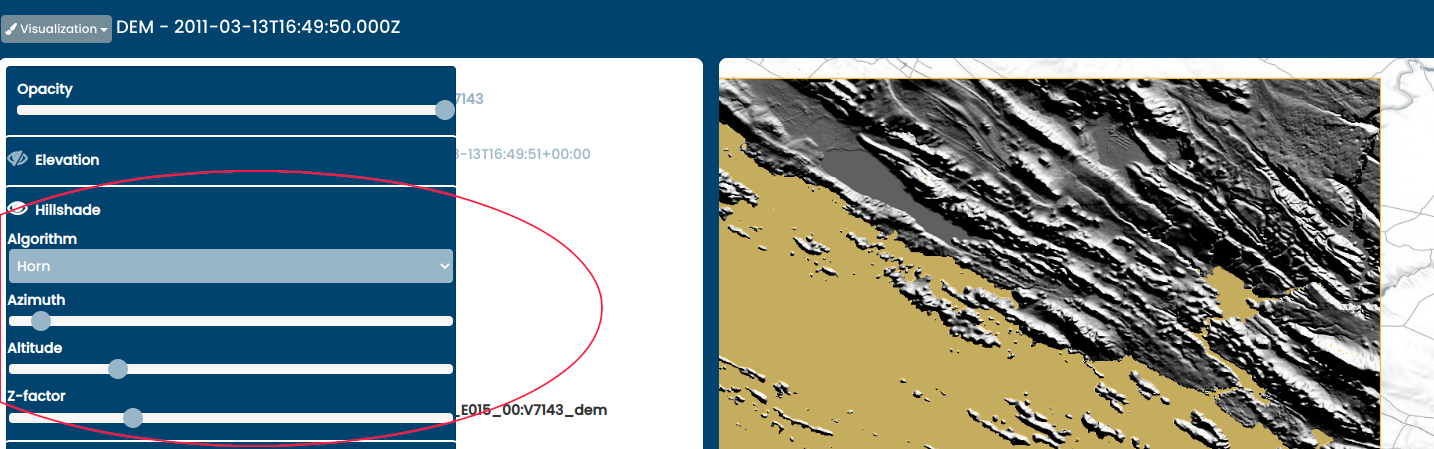 Visualization DEM - 2011-03-13T16:49:50.000Z
Opacity
7143
Elevation
3-13T16:49:51+00:00
Hillshade
Algorithm
Horn
Azimuth
Altitude
Z-factor
_E015_00:V7143_dem